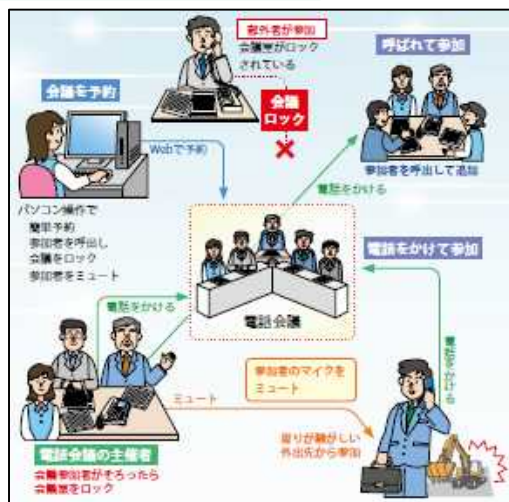 部外者が参加
会議室がロック
されている
会議
ロック
呼ばれて参加
参加者を呼出して追加
会議を予約
Webで予約
電話をかける
パソコン操作で
簡単予約
参加者を呼出し
会議をロック
参加者をミュート
電話会議
電話をかけて参加
電話をかける
電話をかける
参加者のマイクを
ミュート
ミュート
周りが騒がしい
外出先から参加
電話会議の主催者
会議参加者がそろったら
会議室をロック